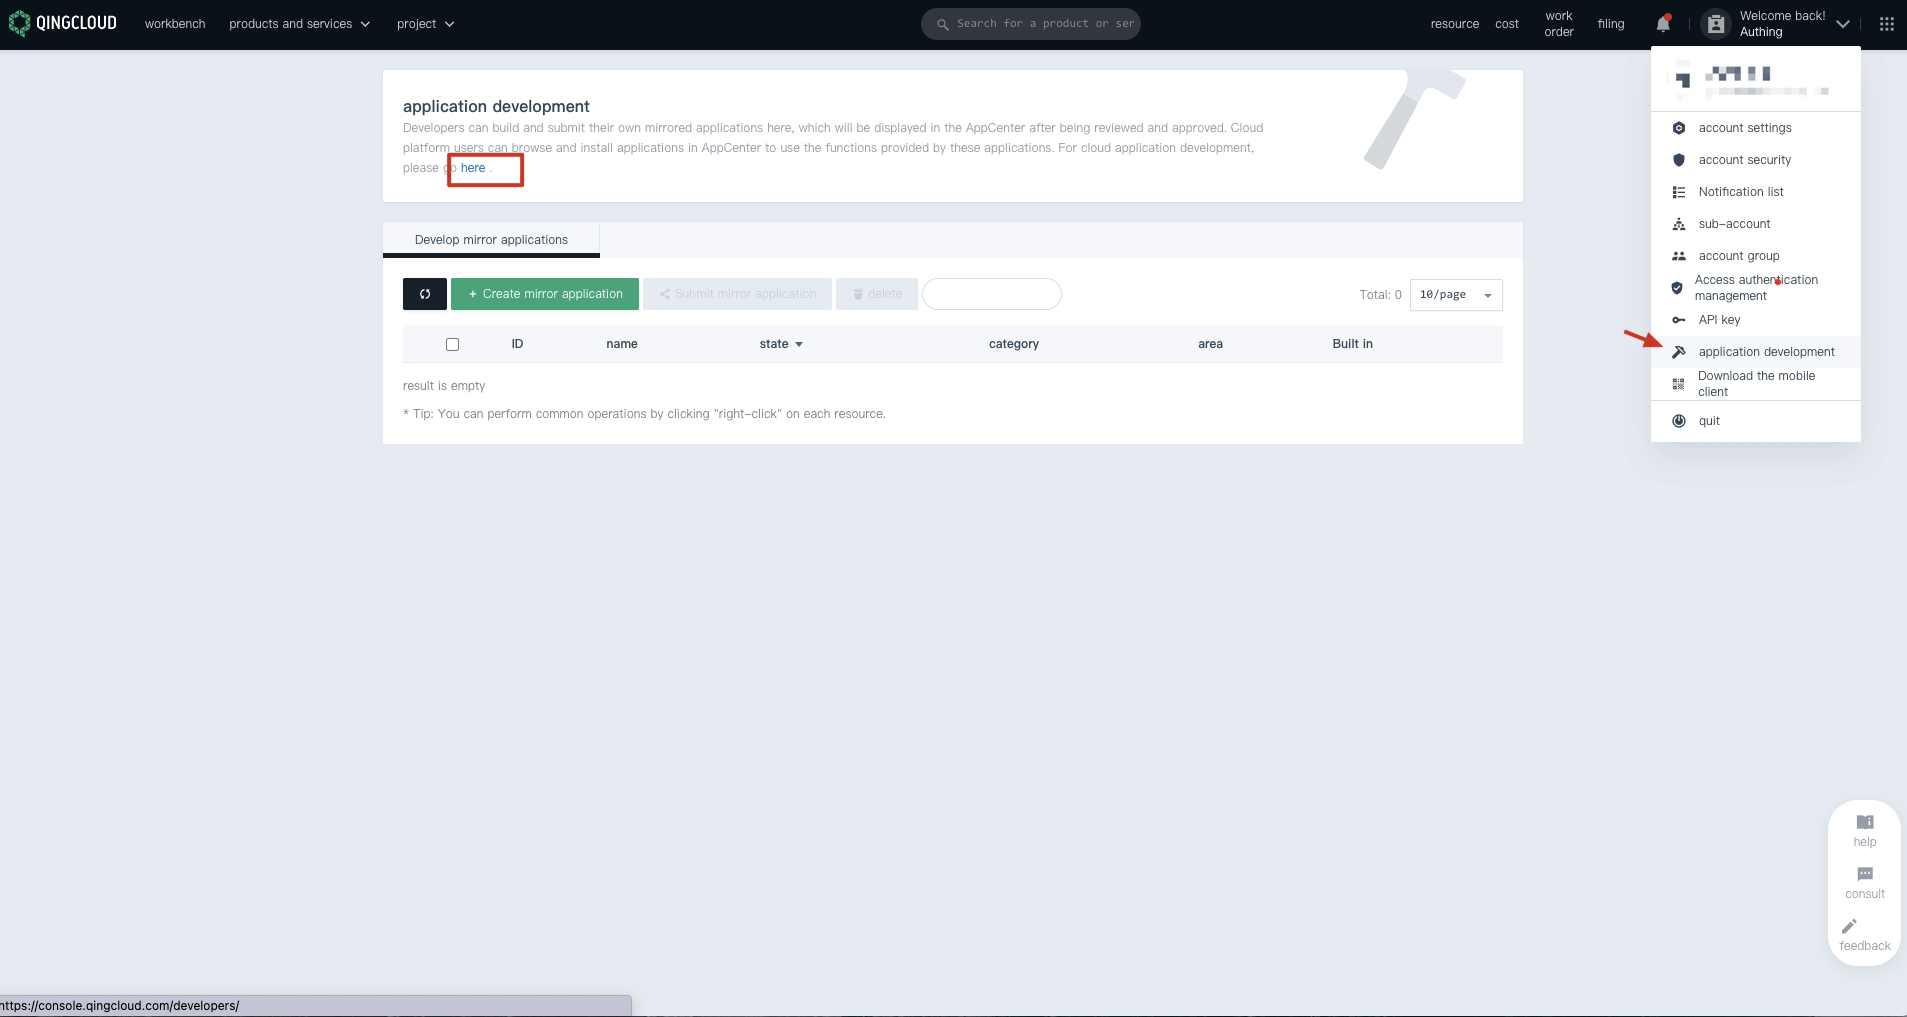 QINGCLOUD
workbench
products and services
project
Search for a product or ser
resource
cost
work
order
filing
Welcome back!
Authing
application development
Developers can build and submit their own mirrored applications here, which will be displayed in the AppCenter after being reviewed and approved. Cloud
platform users can browse and install applications in AppCenter to use the functions provided by these applications. For cloud application development,
please go here .
Develop mirror applications
+ Create mirror application
Submit mirror application
delete
Total: 0
10/page
ID
name
state
category
area
Built in
result is empty
* Tip: You can perform common operations by clicking "right-click" on each resource.
account settings
account security
Notification list
sub-account
account group
Access authentication
management
API key
application development
Download the mobile
client
quit
help
consult
feedback
https://console.qingcloud.com/developers/